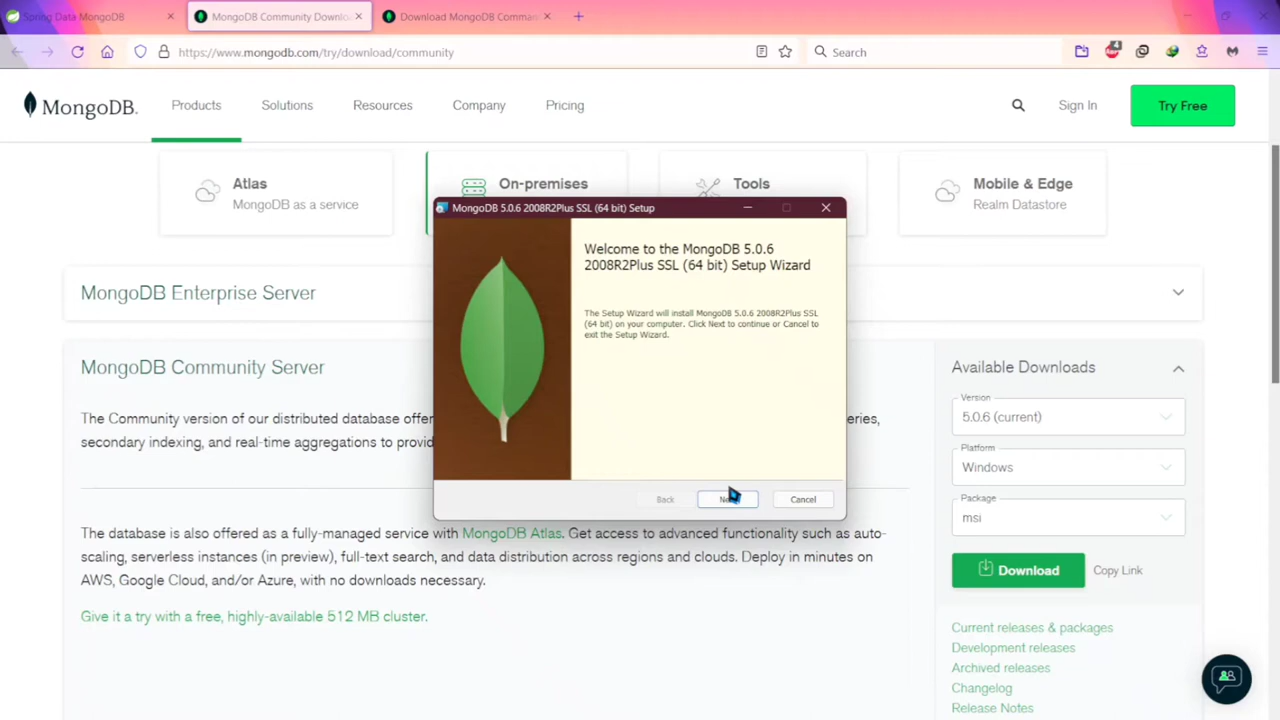 Spring Data MongoDB
MongoDB Community Downlo
Download MongoDB Comman
https://www.mongodb.com/try/download/community
Search
4
MongoDB.
Products
Solutions
Resources
Company
Pricing
Sign In
Try Free
Atlas
MongoDB as a service
On-premises
Tools
Mobile & Edge
Realm Datastore
MongoDB 5.0.6 2008R2Plus SSL (64 bit) Setup
Welcome to the MongoDB 5.0.6
2008R2Plus SSL (64 bit) Setup Wizard
The Setup Wizard will install MongoDB 5.0.6 2008R2Plus SSL
(64 bit) on your computer. Click Next to continue or Cancel to
exit the Setup Wizard.
Back
Cancel
MongoDB Enterprise Server
MongoDB Community Server
The Community version of our distributed database offer
secondary indexing, and real-time aggregations to provid
The database is also offered as a fully-managed service with MongoDB Atlas. Get access to advanced functionality such as auto-
scaling, serverless instances (in preview), full-text search, and data distribution across regions and clouds. Deploy in minutes on
AWS, Google Cloud, and/or Azure, with no downloads necessary.
Give it a try with a free, highly-available 512 MB cluster.
Available Downloads
Version
5.0.6 (current)
Platform
Windows
Package
msi
Download
Copy Link
Current releases & packages
Development releases
Archived releases
Changelog
Release Notes